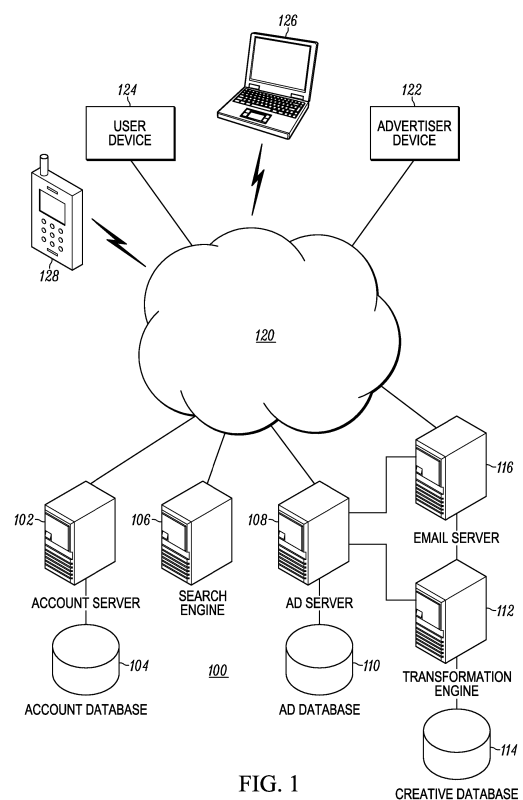 126
124
122
USER
DEVICE
ADVERTISER
DEVICE
128
120
102
106
108
116
EMAIL SERVER
ACCOUNT SERVER
SEARCH
ENGINE
AD SERVER
112
104
100
110
TRANSFORMATION
ENGINE
ACCOUNT DATABASE
AD DATABASE
114
FIG. 1
CREATIVE DATABASE